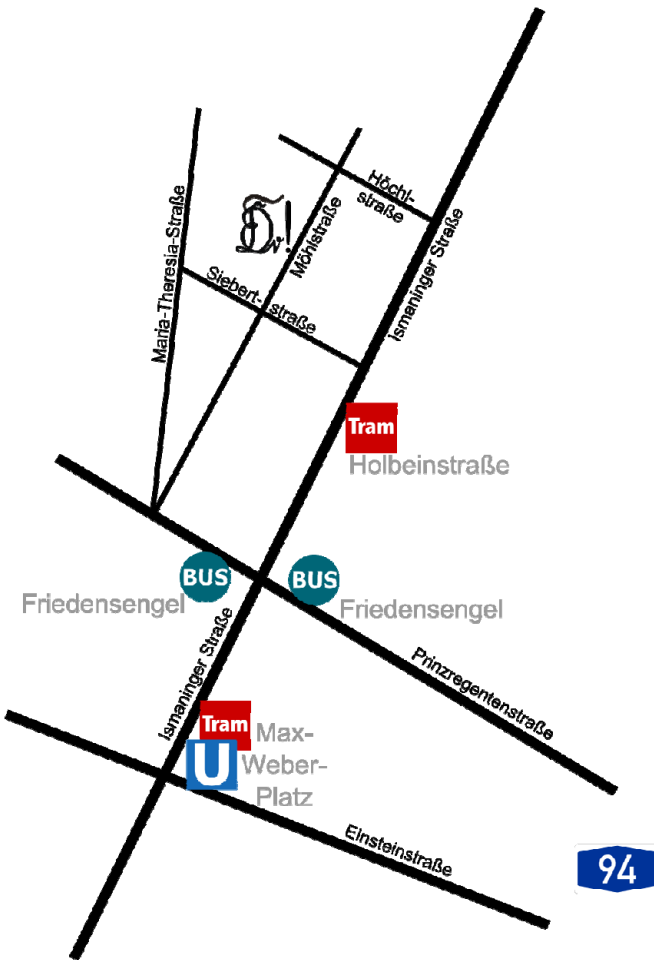 Höchl-
straße
Maria-Theresia-Straße
Möhlstraße
Ismaninger Straße
Siebert- straße
Tram
Holbeinstraße
BUS
BUS
Friedensengel
Friedensengel
Ismaninger Straße
Prinzregentenstraße
Tram
Max-
U
Weber-
Platz
Einsteinstraße
94